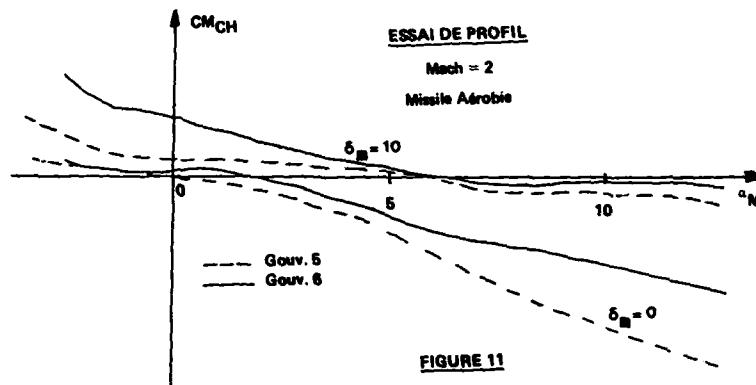 CM_CH
ESSAI DE PROFIL
Mach = 2
Missile Aérobie
δ_m = 10
0
5
10
α_M
Gouv. 5
Gouv. 6
δ_m = 0
FIGURE 11